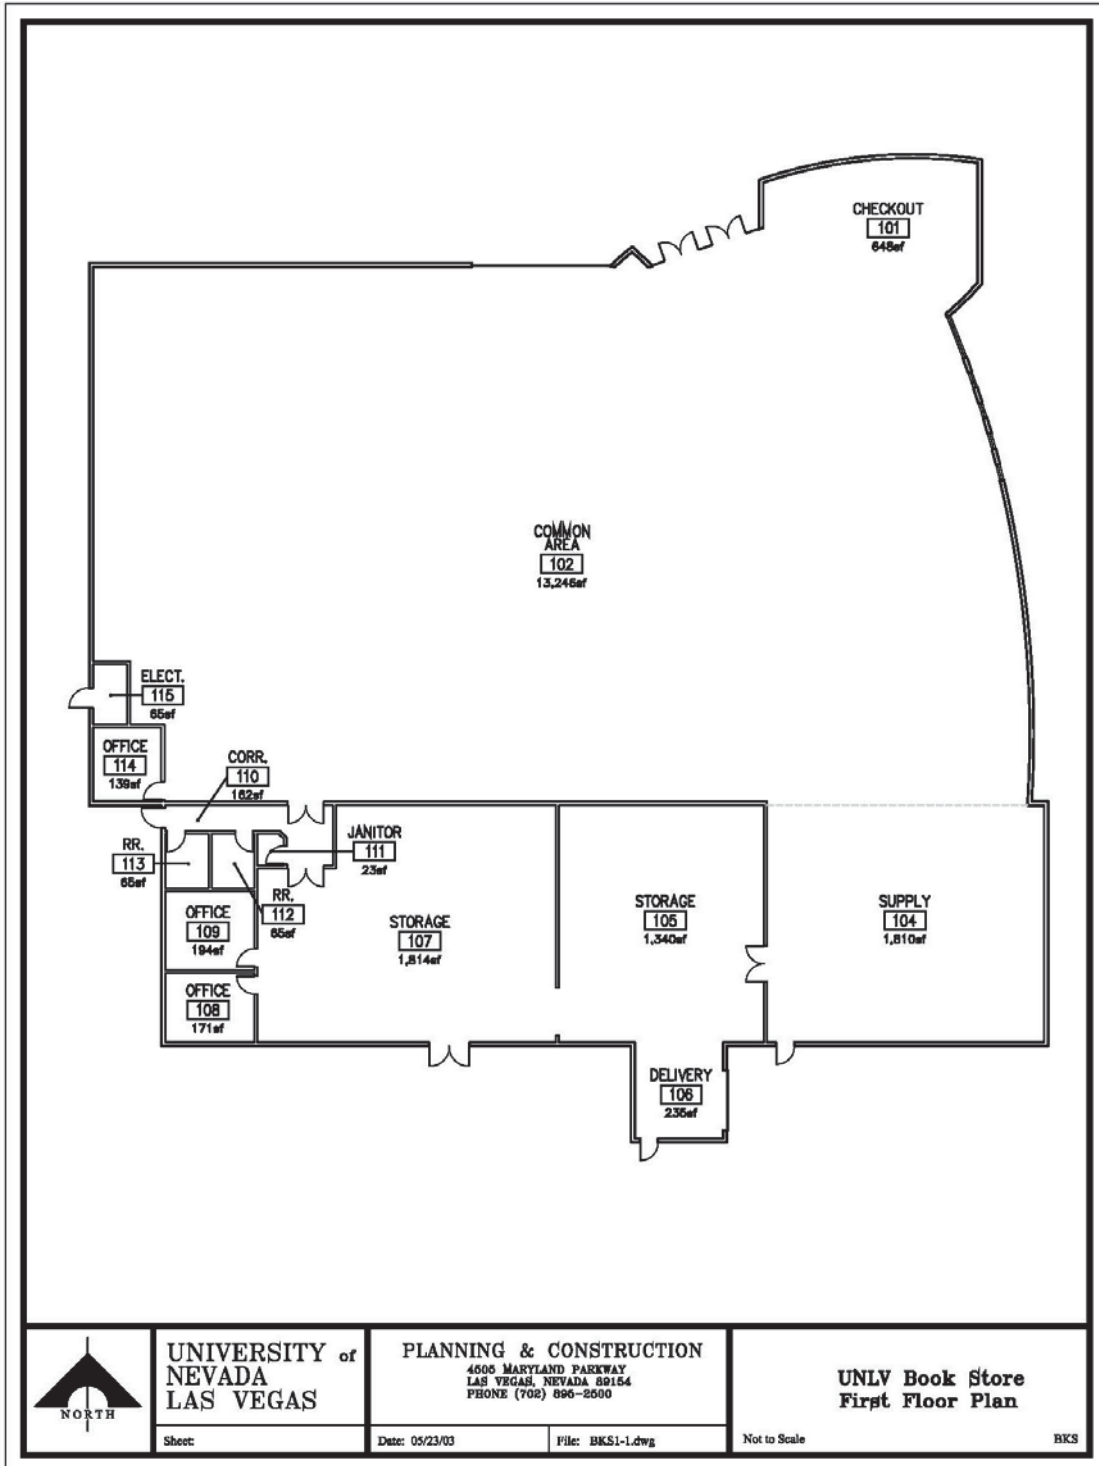 CHECKOUT
101
648sf
COMMON
AREA
102
13,246sf
ELECT.
115
65sf
OFFICE
114
139sf
CORR.
110
162sf
JANITOR
111
23sf
RR.
113
65sf
RR.
112
65sf
OFFICE
109
194sf
OFFICE
108
171sf
STORAGE
107
1,814sf
STORAGE
105
1,340sf
SUPPLY
104
1,810sf
DELIVERY
106
235sf
NORTH
UNIVERSITY of
NEVADA
LAS VEGAS
Sheet:
PLANNING & CONSTRUCTION
4505 MARYLAND PARKWAY
LAS VEGAS, NEVADA 89154
PHONE (702) 895-2500
Date: 05/23/03
File: BKS1-1.dwg
UNLV Book Store
First Floor Plan
Not to Scale
BKS